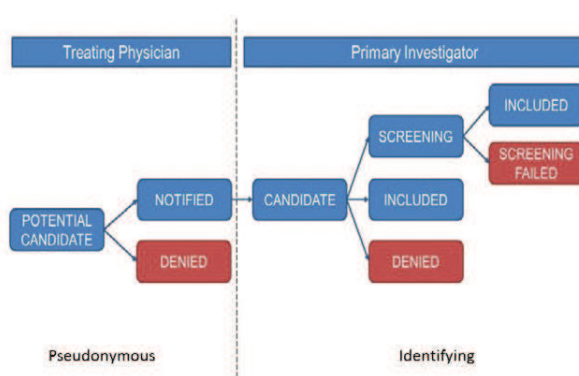 Treating Physician
Primary Investigator
INCLUDED
SCREENING
SCREENING
FAILED
NOTIFIED
CANDIDATE
INCLUDED
POTENTIAL
CANDIDATE
DENIED
DENIED
Pseudonymous
Identifying